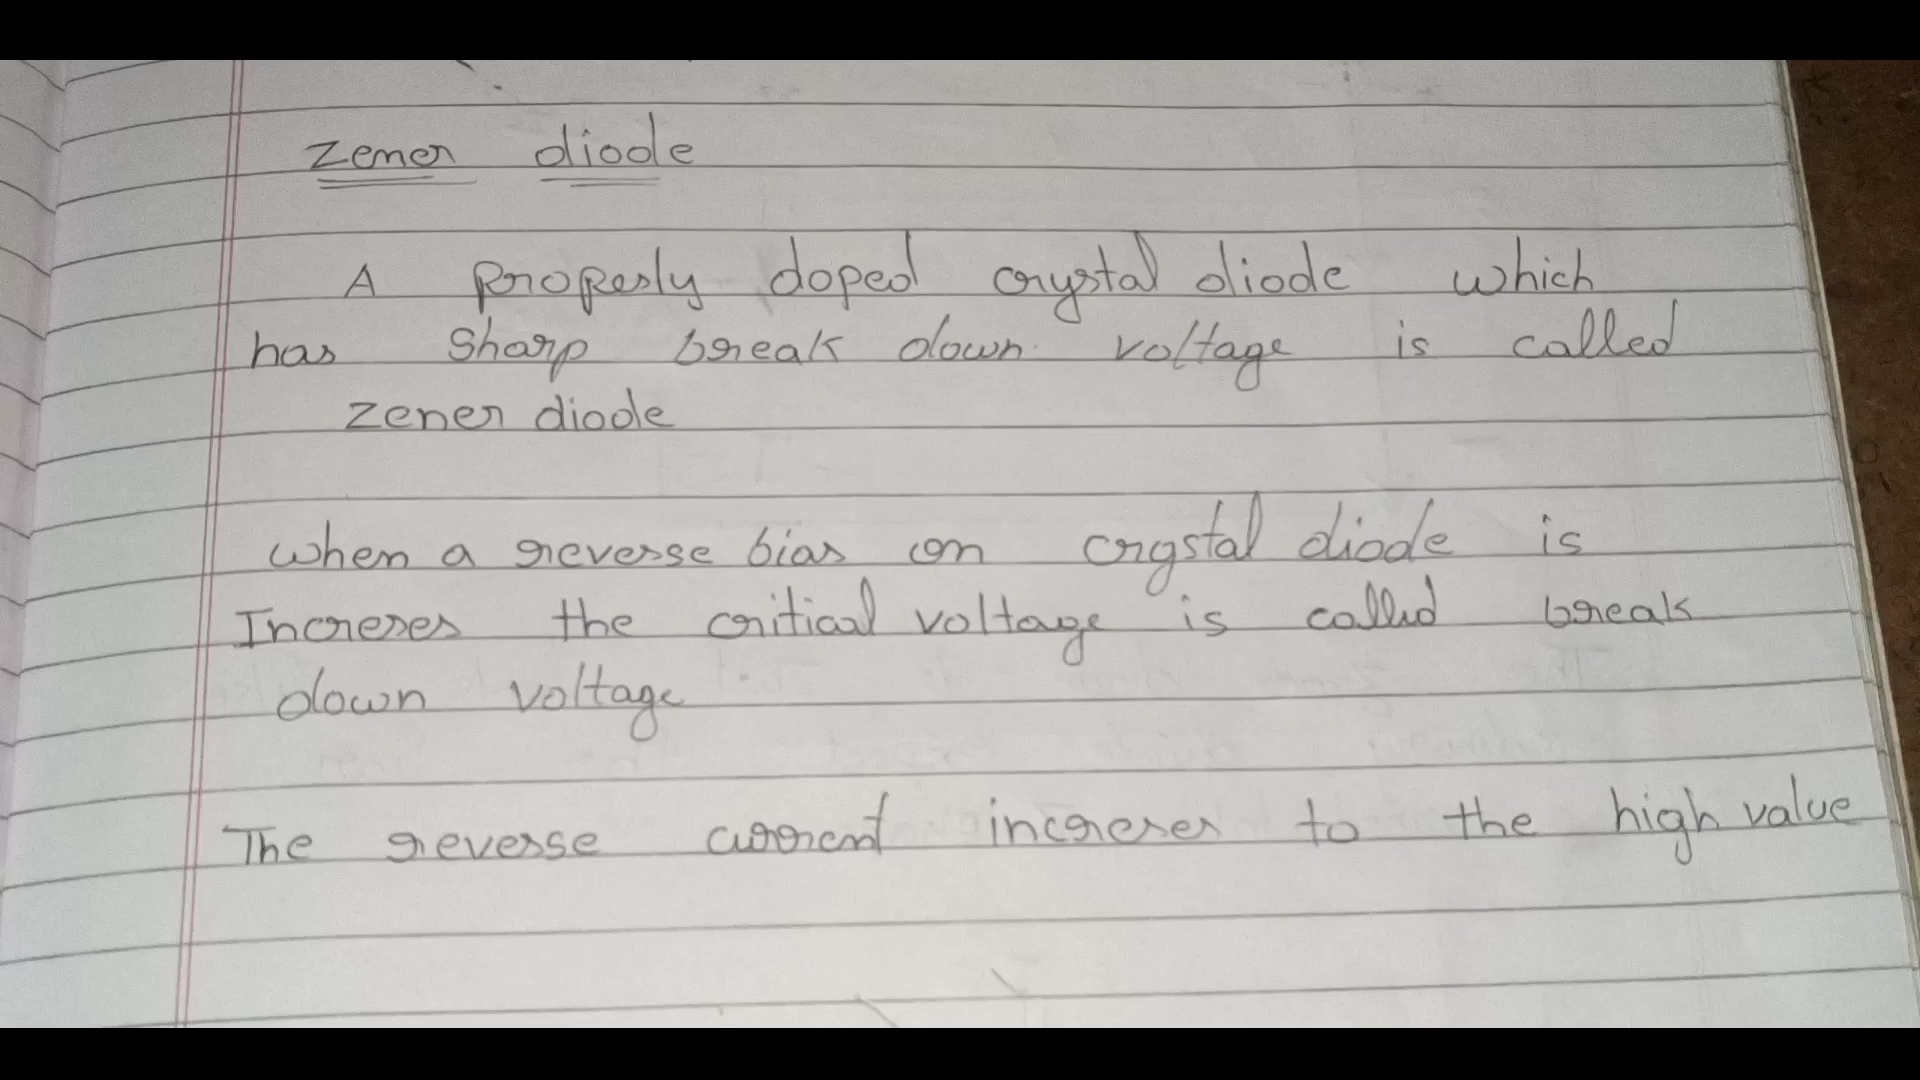 Zener diode
A Properly doped crystal diode which
has sharp break down voltage is called
zener diode
When a reverse bias on crystal diode is
Increses the critical voltage is called break
down voltage
The reverse current increses to the high value